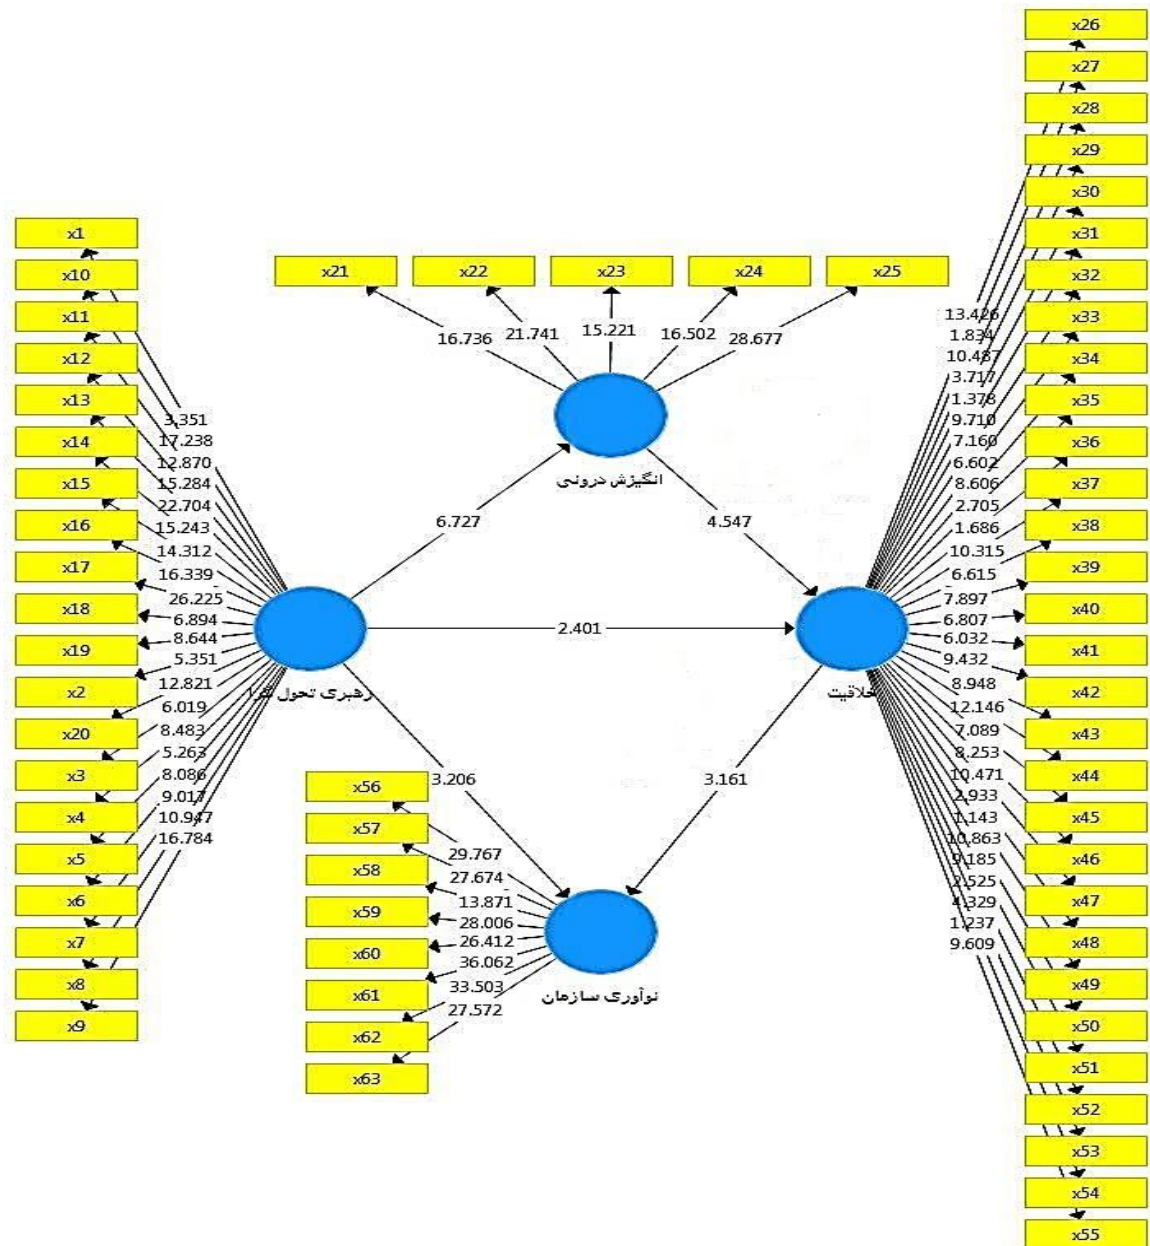 x26
x27
x28
x29
x30
x31
x32
x33
x34
x35
x36
x37
x38
x39
x40
x41
x42
x43
x44
x45
x46
x47
x48
x49
x50
x51
x52
x53
x54
x55
13.426
1.834
10.487
3.717
1.378
9.710
7.160
6.602
8.606
2.705
1.686
10.315
6.615
7.897
6.807
6.032
9.432
8.948
12.146
7.089
8.253
10.471
2.933
1.143
10.863
9.185
2.525
4.329
1.237
9.609
x1
x10
x11
x12
x13
x14
x15
x16
x17
x18
x19
x2
x20
x3
x4
x5
x6
x7
x8
x9
3.351
17.238
12.870
15.284
22.704
15.243
14.312
16.339
26.225
6.894
8.644
5.351
12.821
6.019
8.483
5.263
8.086
9.017
10.947
16.784
x21 x22 x23 x24 x25
16.736 21.741 15.221 16.502 28.677
انگیزش درونی
6.727 4.547
2.401
رهبری تحول گرا
خلاقیت
3.206 3.161
x56
x57
x58
x59
x60
x61
x62
x63
29.767
27.674
13.871
28.006
26.412
36.062
33.503
27.572
نوآوری سازمان